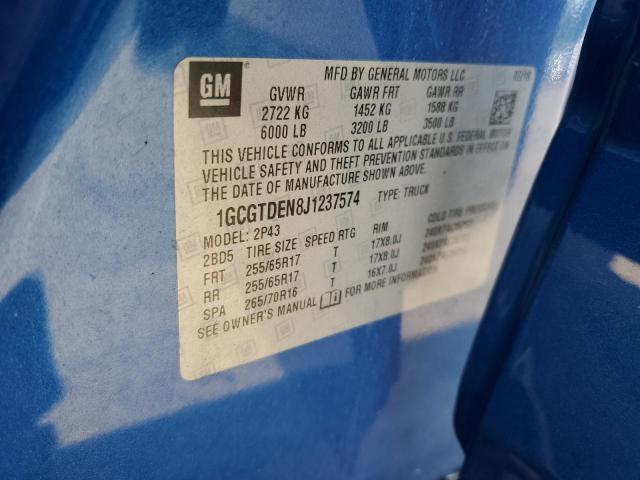 GM
MFD BY GENERAL MOTORS LLC
GVWR GAWR FRT GAWR RR
2722 KG 1452 KG 1588 KG
6000 LB 3200 LB 3500 LB
THIS VEHICLE CONFORMS TO ALL APPLICABLE U.S. FEDERAL MOTOR
VEHICLE SAFETY AND THEFT PREVENTION STANDARDS IN EFFECT ON
THE DATE OF MANUFACTURE SHOWN ABOVE.
1GCGTDEN8J1237574 TYPE: TRUCK
MODEL: 2P43
2BD5 TIRE SIZE SPEED RTG RIM COLD TIRE
FRT 255/65R17 T 17X8.0J
RR 255/65R17 T 17X8.0J
SPA 265/70R16 T 16X7.0J
SEE OWNER'S MANUAL FOR MORE INFORMATION